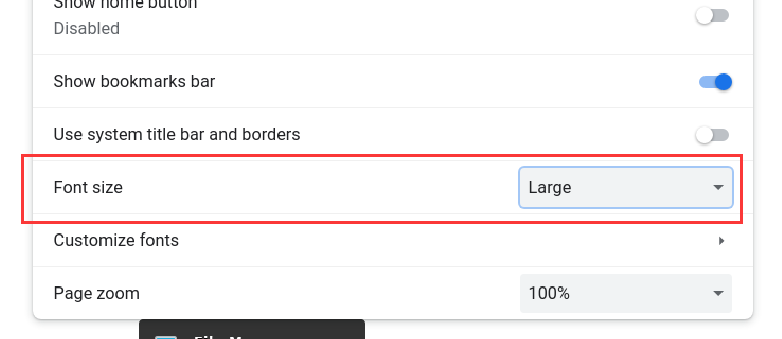 Show home button
Disabled
Show bookmarks bar
Use system title bar and borders
Font size
Large
Customize fonts
Page zoom
100%